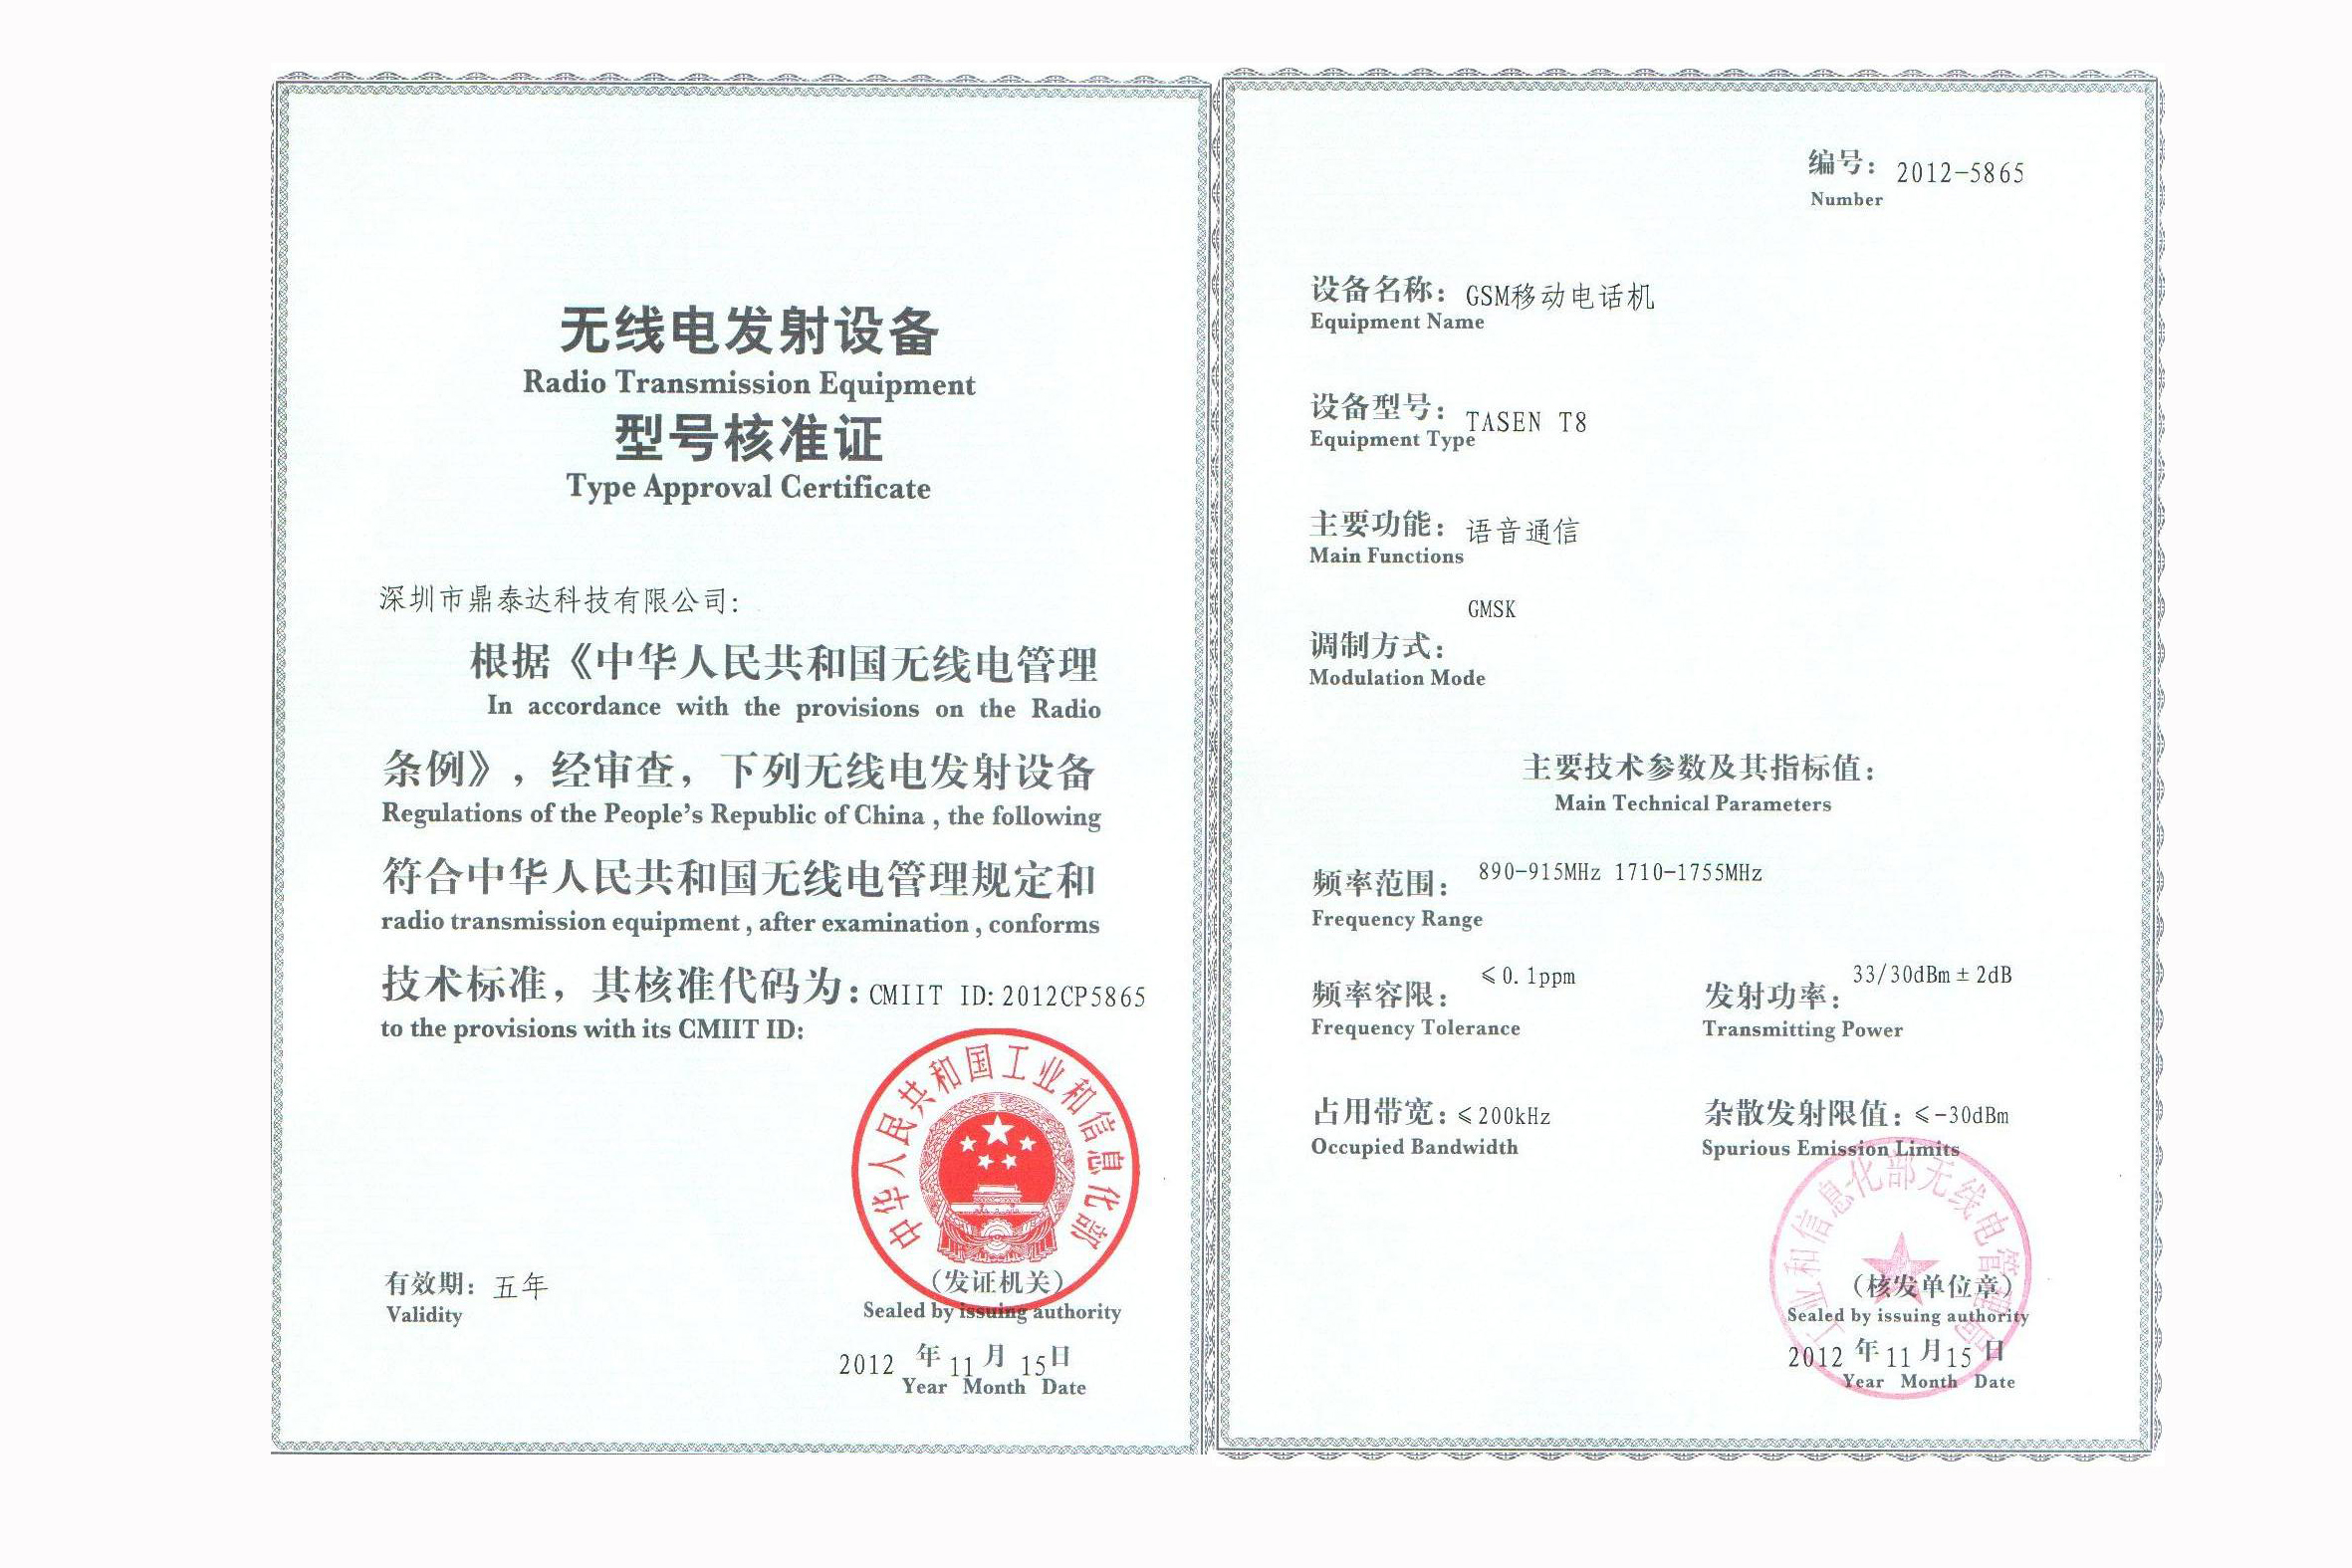 无线电发射设备
Radio Transmission Equipment
型号核准证
Type Approval Certificate
深圳市鼎泰达科技有限公司:
根据《中华人民共和国无线电管理
In accordance with the provisions on the Radio
条例》，经审查，下列无线电发射设备
Regulations of the People's Republic of China , the following
符合中华人民共和国无线电管理规定和
radio transmission equipment , after examination , conforms
技术标准，其核准代码为: CMIIT ID:2012CP5865
to the provisions with its CMIIT ID:
中华人民共和国工业和信息化部
有效期: 五年
Validity
(发证机关)
Sealed by issuing authority
2012 年 11 月 15 日
Year Month Date
编号: 2012-5865
Number
设备名称: GSM移动电话机
Equipment Name
设备型号: TASEN T8
Equipment Type
主要功能: 语音通信
Main Functions
GMSK
调制方式:
Modulation Mode
主要技术参数及其指标值:
Main Technical Parameters
频率范围: 890-915MHz 1710-1755MHz
Frequency Range
频率容限: ≤0.1ppm 发射功率: 33/30dBm±2dB
Frequency Tolerance Transmitting Power
占用带宽: ≤200kHz 杂散发射限值: ≤-30dBm
Occupied Bandwidth Spurious Emission Limits
工业和信息化部无线电管理局
(核发单位章)
Sealed by issuing authority
2012 年 11 月 15 日
Year Month Date